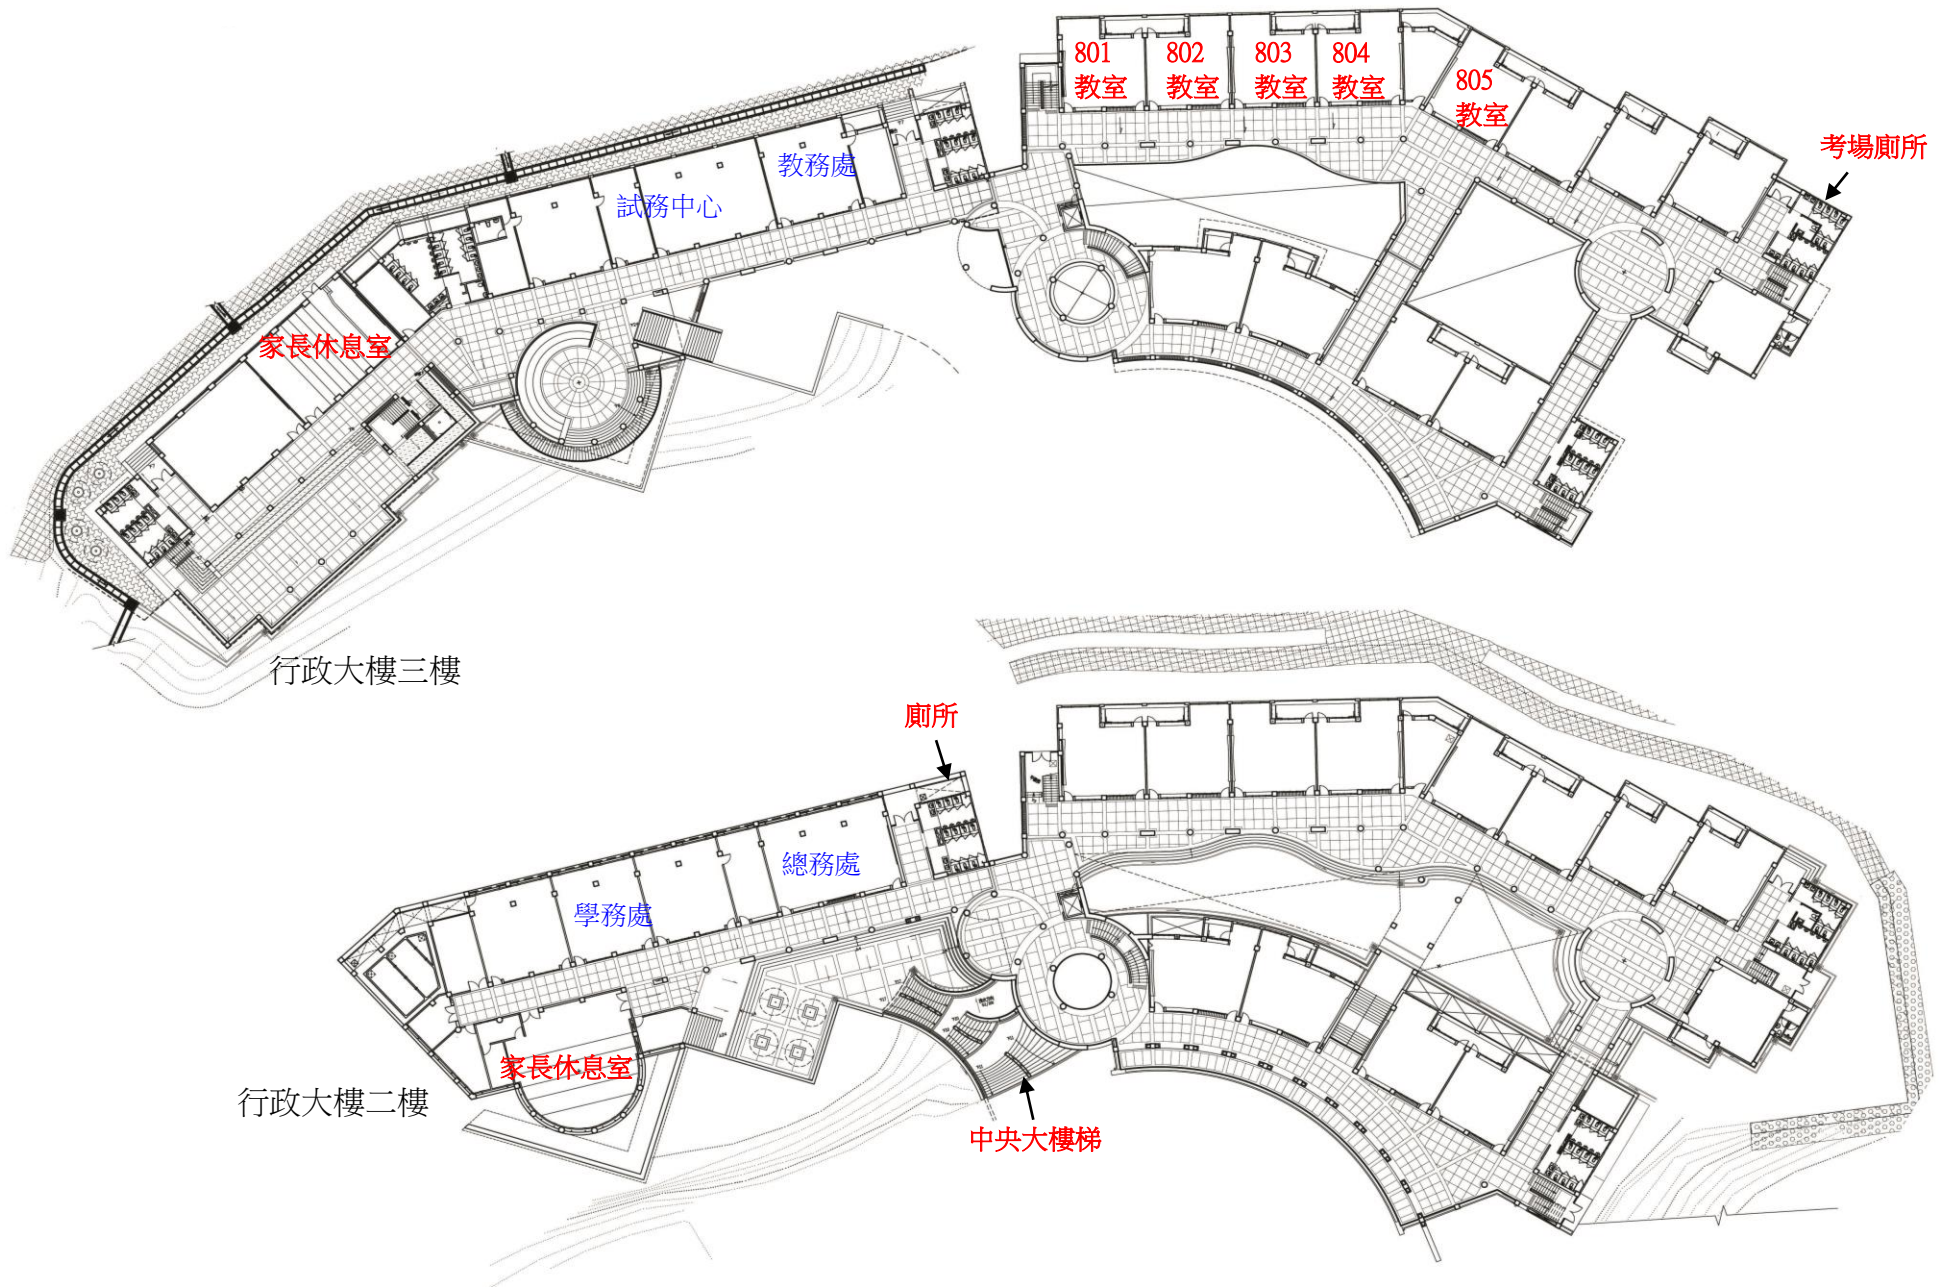 801
教室
802
教室
803
教室
804
教室
805
教室
考場廁所
教務處
試務中心
家長休息室
行政大樓三樓
廁所
總務處
學務處
家長休息室
行政大樓二樓
中央大樓梯